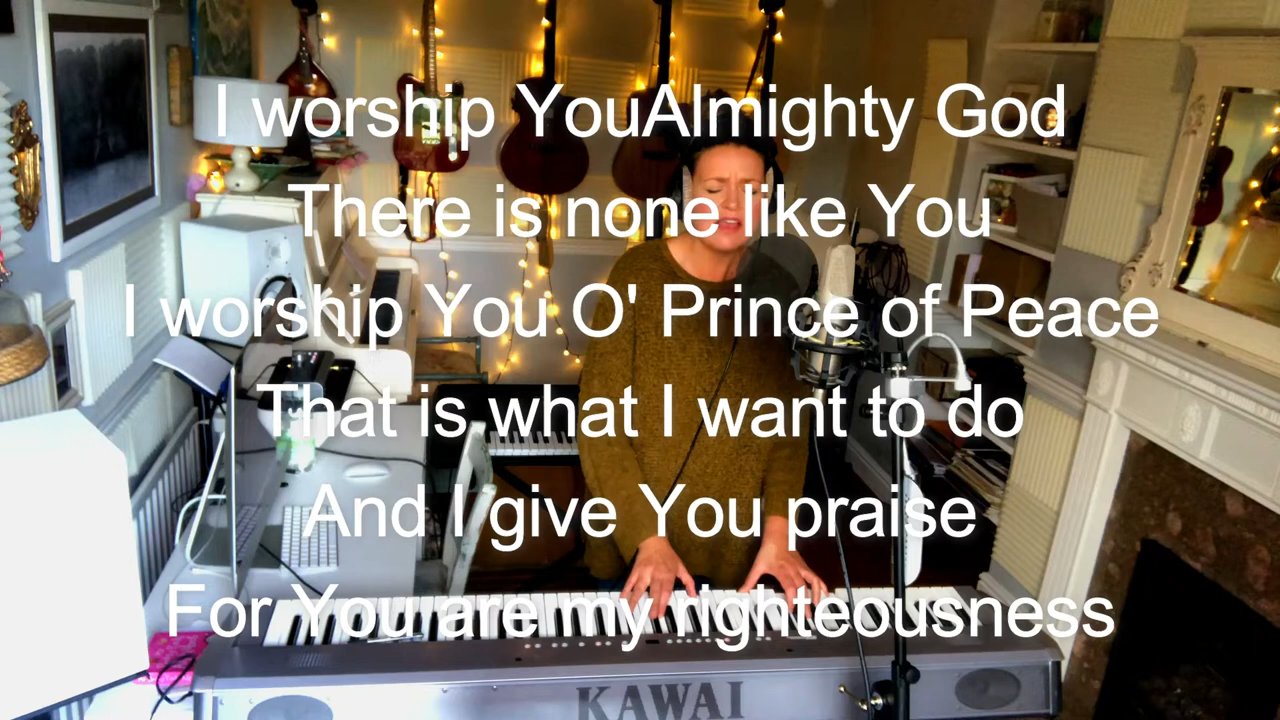 I worship YouAlmighty God
There is none like You
I worship You O' Prince of Peace
That is what I want to do
And I give You praise
For You are my righteousness
KAWAI